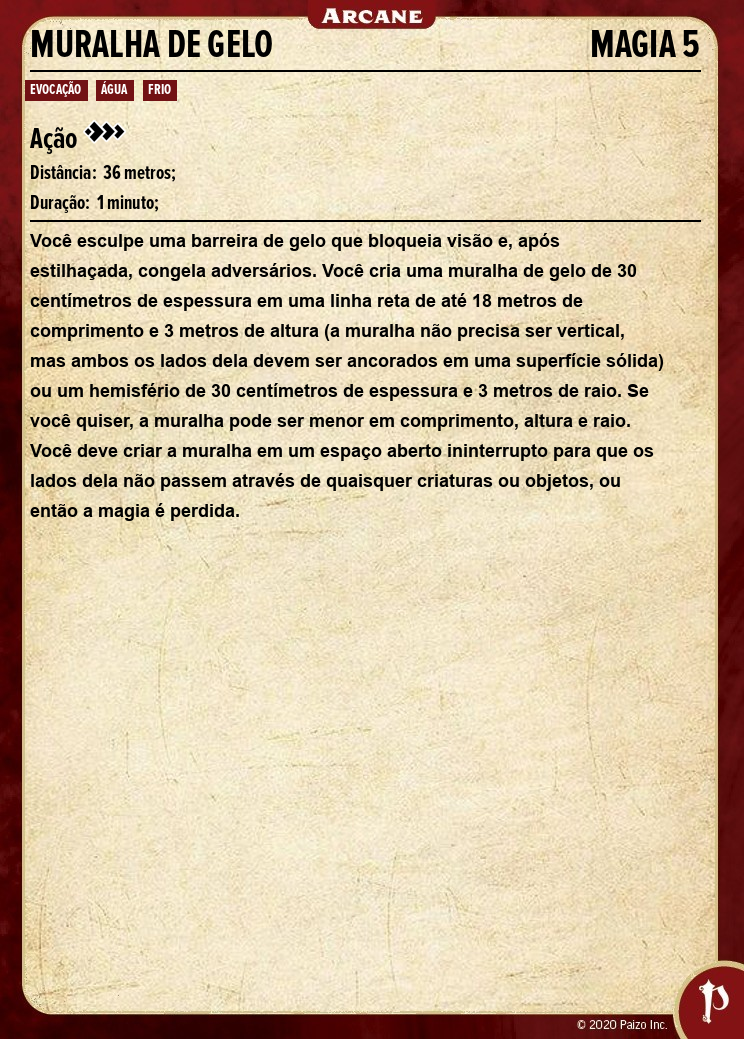 ARCANE
MURALHA DE GELO MAGIA 5
EVOCAÇÃO ÁGUA FRIO
Ação
Distância: 36 metros;
Duração: 1 minuto;
Você esculpe uma barreira de gelo que bloqueia visão e, após
estilhaçada, congela adversários. Você cria uma muralha de gelo de 30
centímetros de espessura em uma linha reta de até 18 metros de
comprimento e 3 metros de altura (a muralha não precisa ser vertical,
mas ambos os lados dela devem ser ancorados em uma superfície sólida)
ou um hemisfério de 30 centímetros de espessura e 3 metros de raio. Se
você quiser, a muralha pode ser menor em comprimento, altura e raio.
Você deve criar a muralha em um espaço aberto ininterrupto para que os
lados dela não passem através de quaisquer criaturas ou objetos, ou
então a magia é perdida.
© 2020 Paizo Inc.